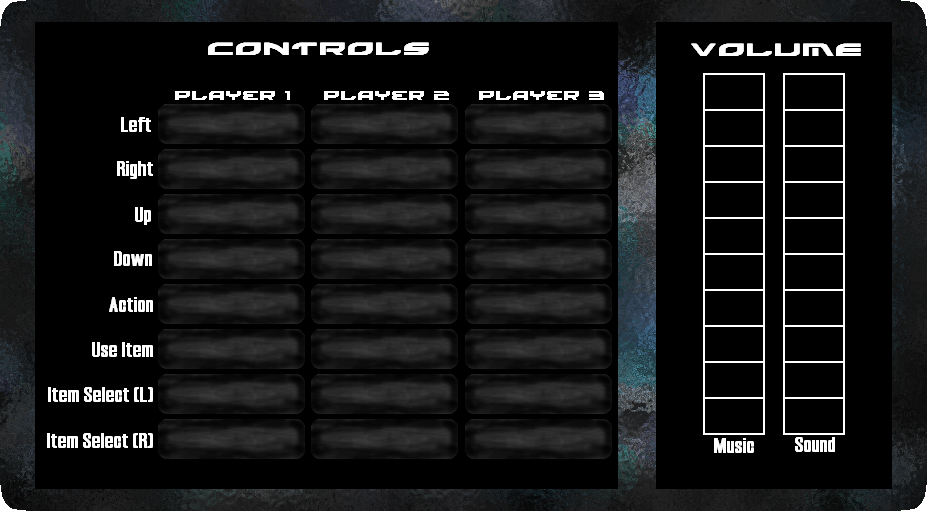 CONTROLS
PLAYER 1 PLAYER 2 PLAYER 3
Left
Right
Up
Down
Action
Use Item
Item Select (L)
Item Select (R)
VOLUME
Music Sound